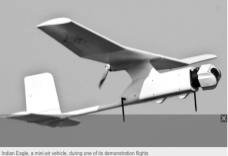 Indian Eagle, a mini-air vehicle, during one of its demonstration flights